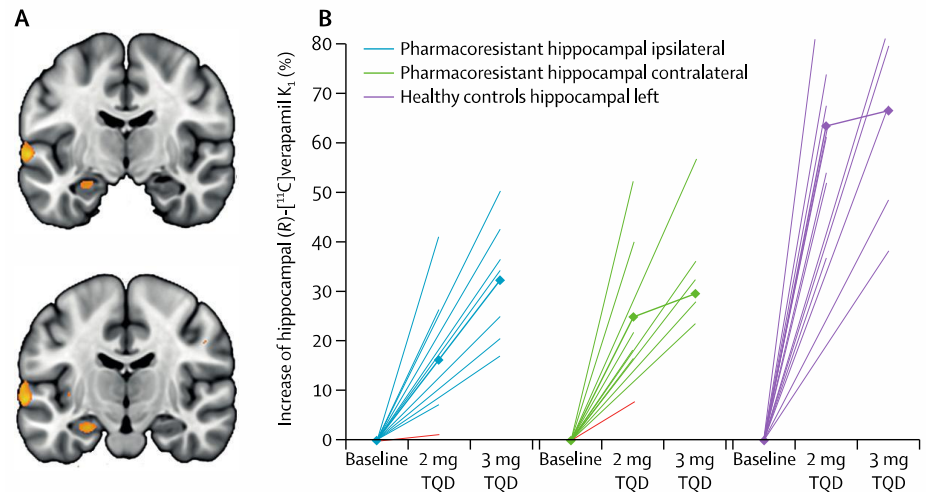 A
B
Increase of hippocampal (R)-[¹¹C]verapamil K₁ (%)
80
70
60
50
40
30
20
10
0
Pharmacoresistant hippocampal ipsilateral
Pharmacoresistant hippocampal contralateral
Healthy controls hippocampal left
Baseline 2 mg TQD 3 mg TQD Baseline 2 mg TQD 3 mg TQD Baseline 2 mg TQD 3 mg TQD